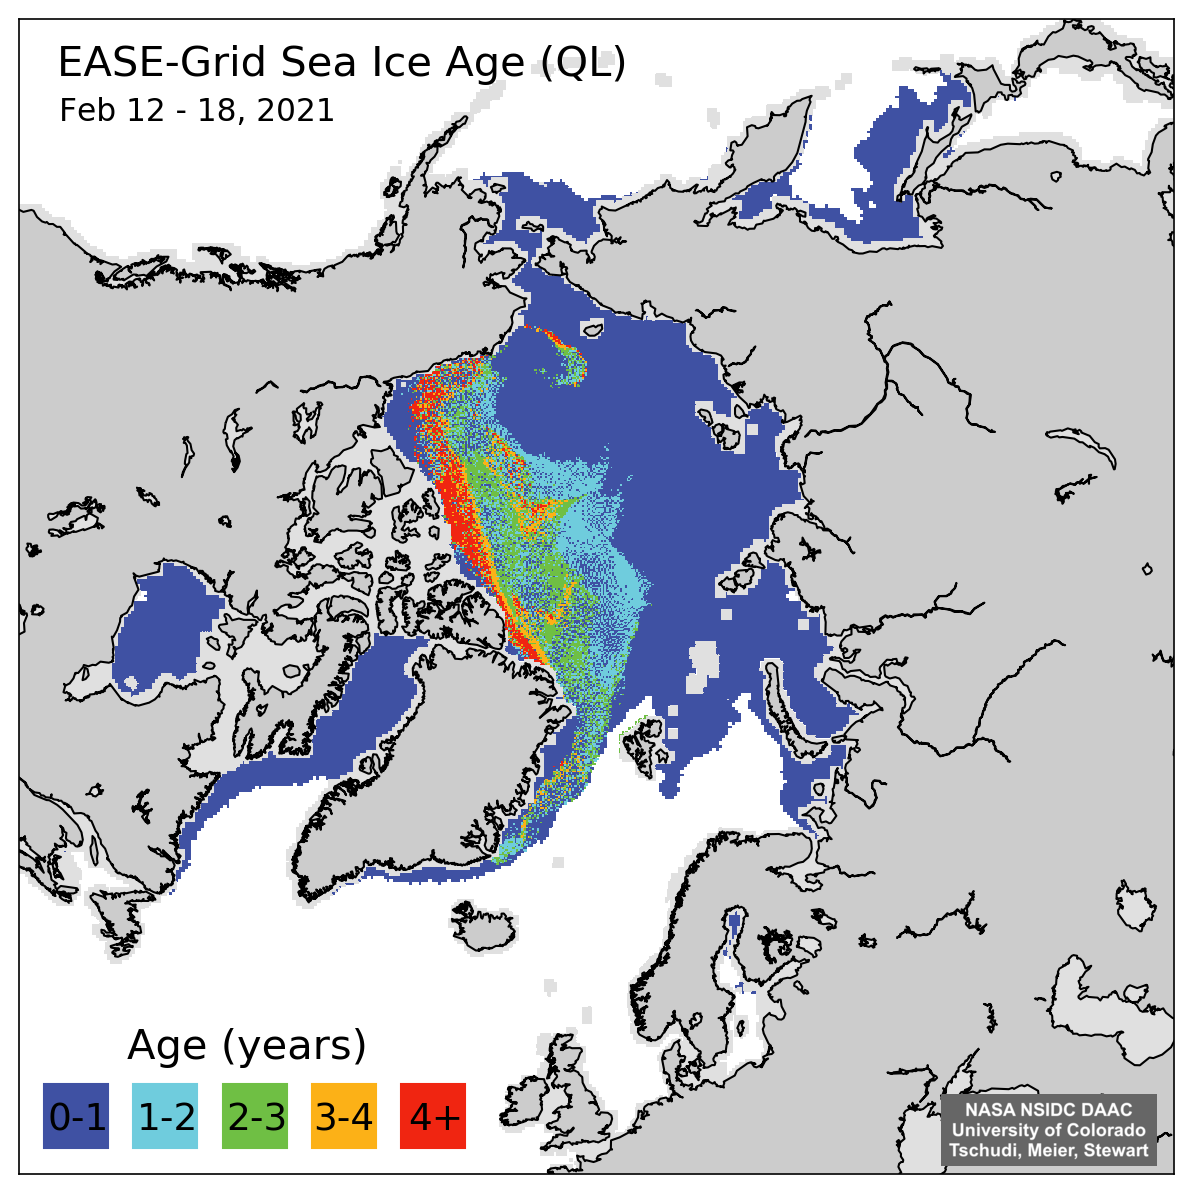 EASE-Grid Sea Ice Age (QL)
Feb 12 - 18, 2021
Age (years)
0-1 1-2 2-3 3-4 4+
NASA NSIDC DAAC
University of Colorado
Tschudi, Meier, Stewart